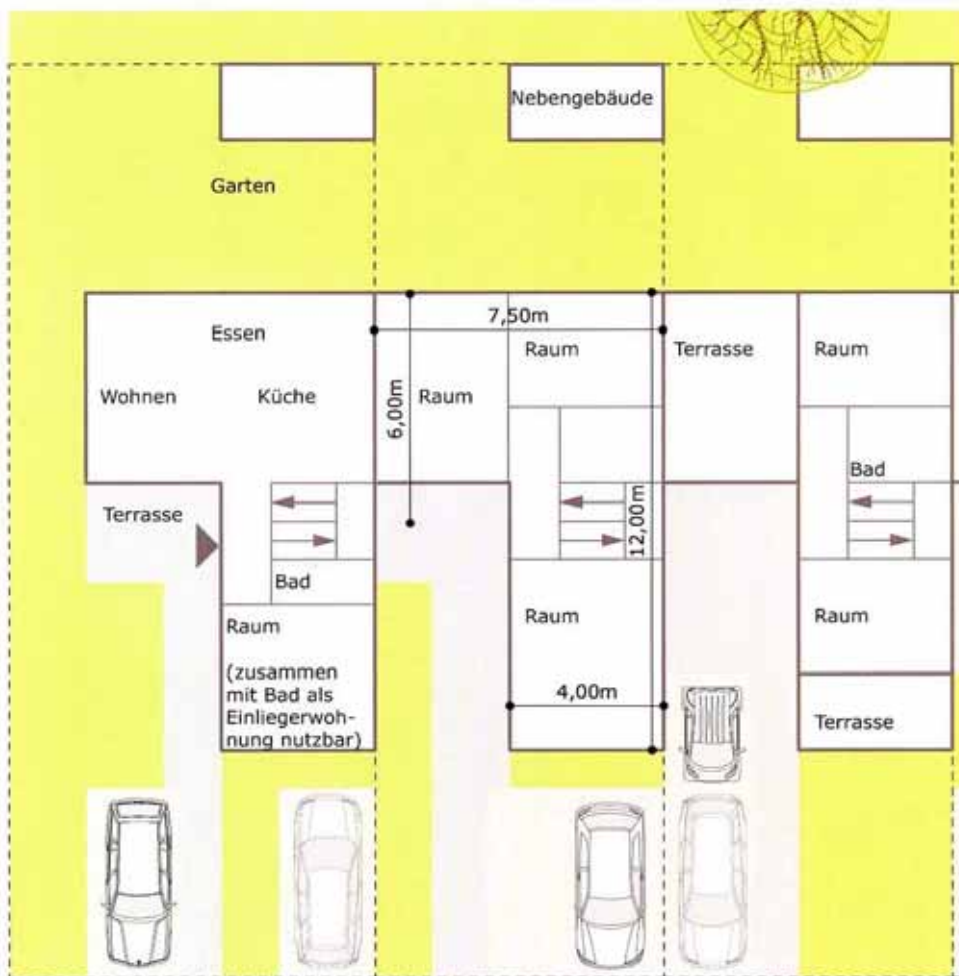 Nebengebäude
Garten
Essen
Wohnen
Küche
Terrasse
Bad
Raum
(zusammen
mit Bad als
Einliegerwoh-
nung nutzbar)
7,50m
6,00m
Raum
Raum
12,00m
Raum
4,00m
Terrasse
Raum
Bad
Raum
Terrasse